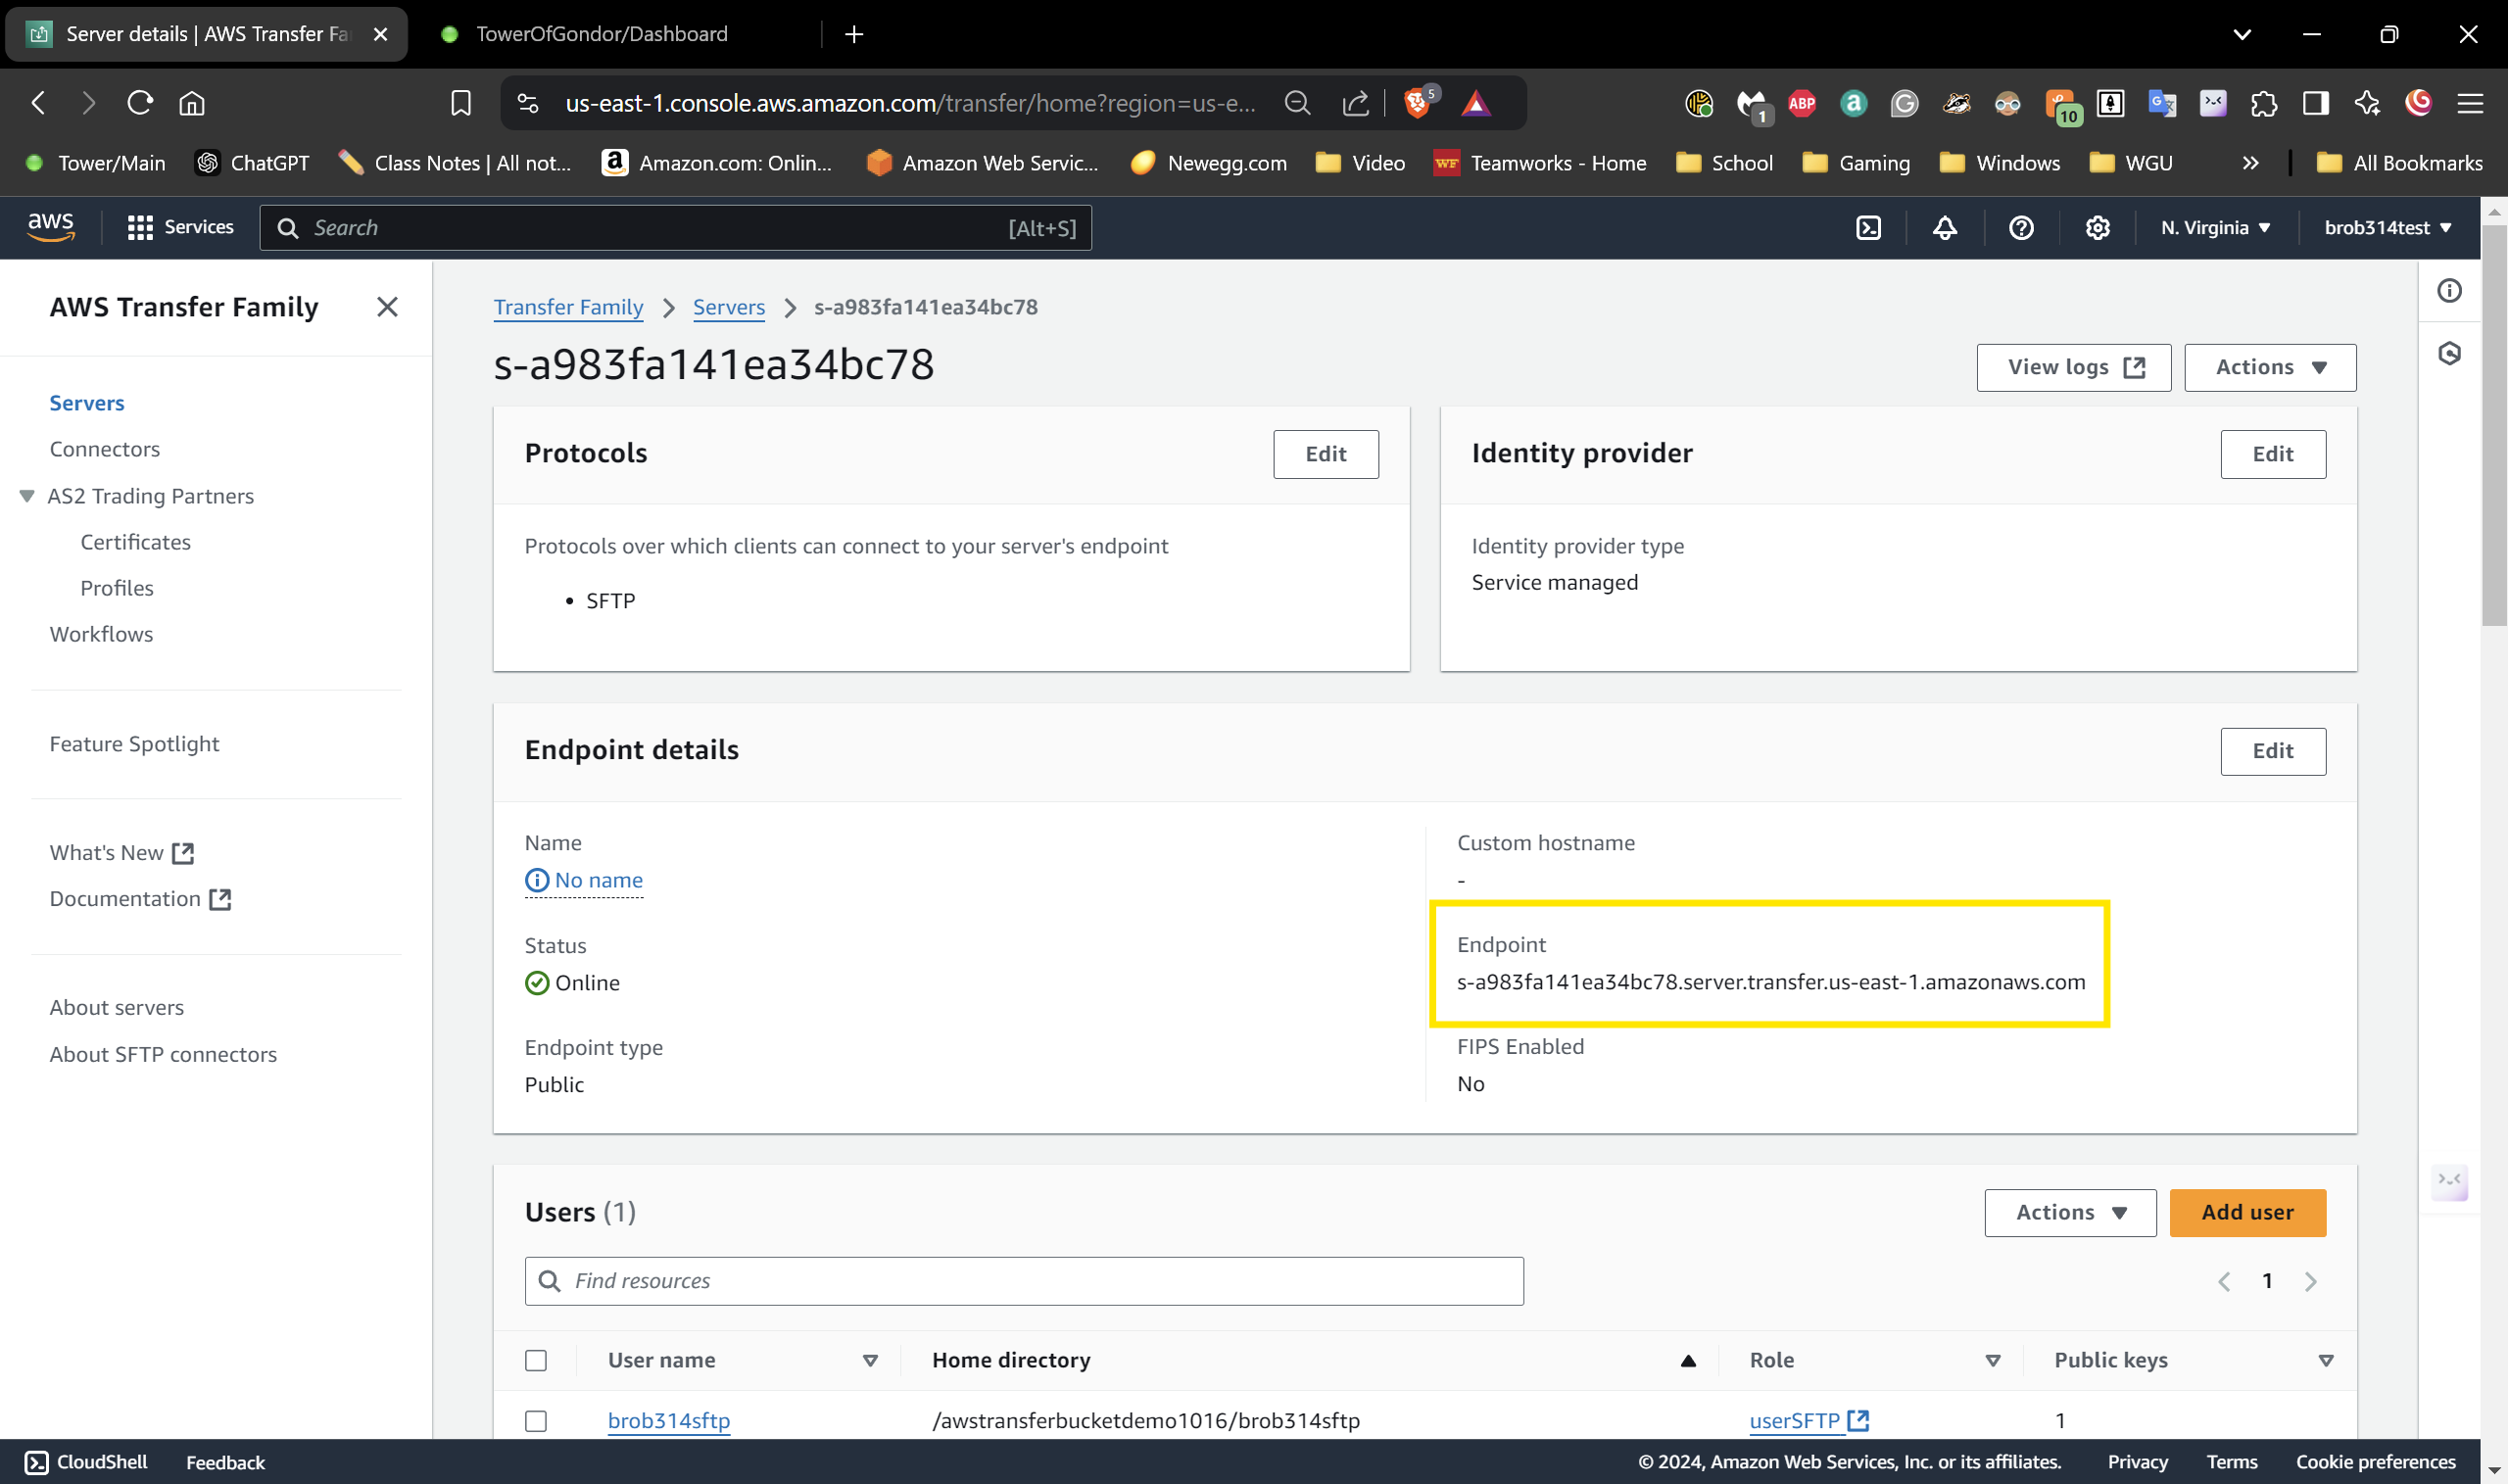 Server details | AWS Transfer Fa
TowerOfGondor/Dashboard
us-east-1.console.aws.amazon.com/transfer/home?region=us-e...
5
1
ABP
a
10
Tower/Main
ChatGPT
Class Notes | All not...
Amazon.com: Onlin...
Amazon Web Servic...
Newegg.com
Video
WF
Teamworks - Home
School
Gaming
Windows
WGU
All Bookmarks
aws
Services
Search
[Alt+S]
N. Virginia
brob314test
AWS Transfer Family
Servers
Connectors
AS2 Trading Partners
Certificates
Profiles
Workflows
Feature Spotlight
What's New
Documentation
About servers
About SFTP connectors
Transfer Family
Servers
s-a983fa141ea34bc78
s-a983fa141ea34bc78
View logs
Actions
Protocols
Edit
Protocols over which clients can connect to your server's endpoint
• SFTP
Identity provider
Edit
Identity provider type
Service managed
Endpoint details
Edit
Name
No name
Status
Online
Endpoint type
Public
Custom hostname
-
Endpoint
s-a983fa141ea34bc78.server.transfer.us-east-1.amazonaws.com
FIPS Enabled
No
Users (1)
Actions
Add user
Find resources
1
User name
Home directory
Role
Public keys
brob314sftp
/awstransferbucketdemo1016/brob314sftp
userSFTP
1
CloudShell
Feedback
© 2024, Amazon Web Services, Inc. or its affiliates.
Privacy
Terms
Cookie preferences